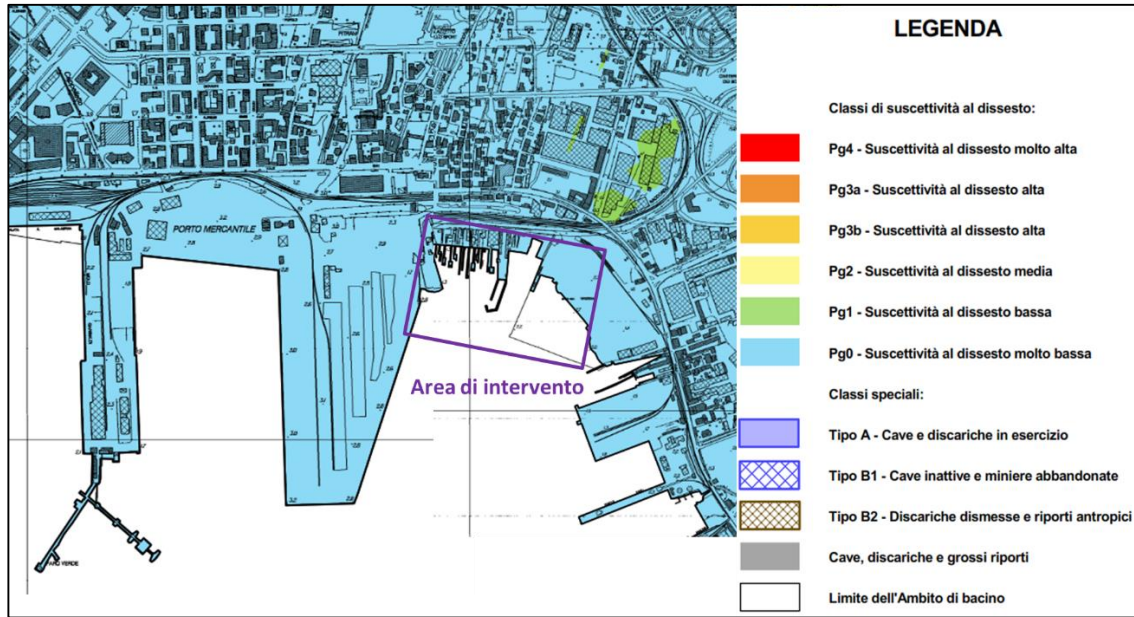 PORTO MERCANTILE
Area di intervento
FARO VERDE
LEGENDA
Classi di suscettività al dissesto:
Pg4 - Suscettività al dissesto molto alta
Pg3a - Suscettività al dissesto alta
Pg3b - Suscettività al dissesto alta
Pg2 - Suscettività al dissesto media
Pg1 - Suscettività al dissesto bassa
Pg0 - Suscettività al dissesto molto bassa
Classi speciali:
Tipo A - Cave e discariche in esercizio
Tipo B1 - Cave inattive e miniere abbandonate
Tipo B2 - Discariche dismesse e riporti antropici
Cave, discariche e grossi riporti
Limite dell'Ambito di bacino